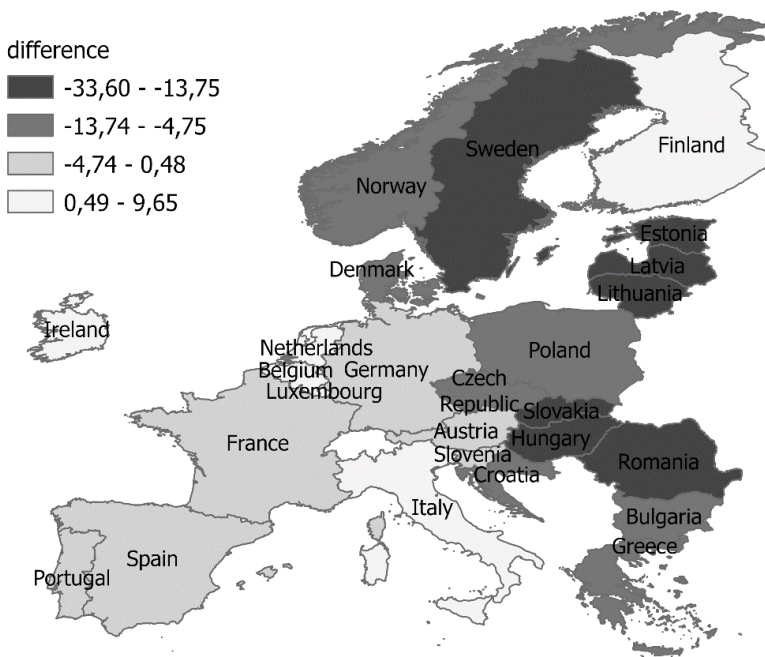 difference
-33,60 - -13,75
-13,74 - -4,75
-4,74 - 0,48
0,49 - 9,65
Sweden
Finland
Norway
Estonia
Denmark
Latvia
Lithuania
Ireland
Netherlands
Poland
Belgium
Germany
Luxembourg
Czech
Republic
Slovakia
Austria
Hungary
France
Slovenia
Romania
Croatia
Italy
Bulgaria
Greece
Spain
Portugal